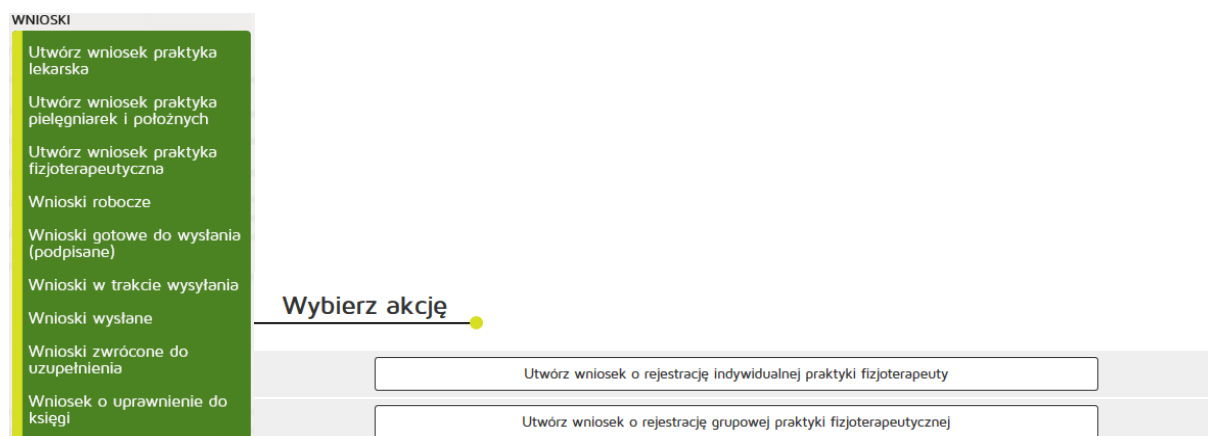 WNIOSKI
Utwórz wniosek praktyka
lekarska
Utwórz wniosek praktyka
pielęgniarek i położnych
Utwórz wniosek praktyka
fizjoterapeutyczna
Wnioski robocze
Wnioski gotowe do wysłania
(podpisane)
Wnioski w trakcie wysyłania
Wnioski wysłane
Wnioski zwrócone do
uzupełnienia
Wniosek o uprawnienie do
księgi
Wybierz akcję
Utwórz wniosek o rejestrację indywidualnej praktyki fizjoterapeuty
Utwórz wniosek o rejestrację grupowej praktyki fizjoterapeutycznej